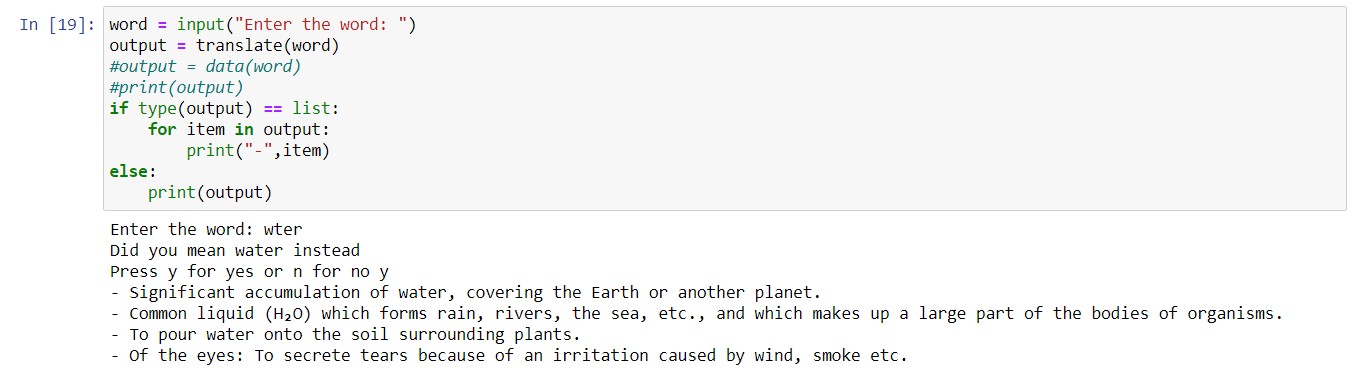 In [19]: word = input("Enter the word: ")
output = translate(word)
#output = data(word)
#print(output)
if type(output) == list:
    for item in output:
        print("-",item)
else:
    print(output)
Enter the word: wter
Did you mean water instead
Press y for yes or n for no y
- Significant accumulation of water, covering the Earth or another planet.
- Common liquid (H₂O) which forms rain, rivers, the sea, etc., and which makes up a large part of the bodies of organisms.
- To pour water onto the soil surrounding plants.
- Of the eyes: To secrete tears because of an irritation caused by wind, smoke etc.